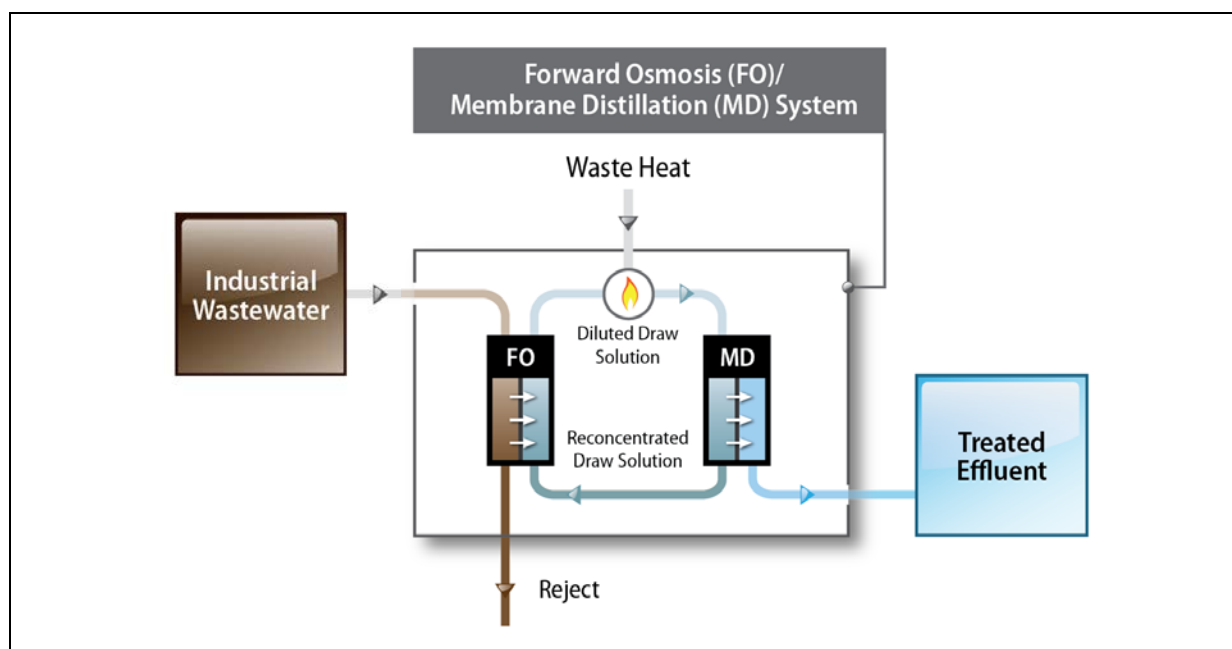 Forward Osmosis (FO)/
Membrane Distillation (MD) System
Waste Heat
Industrial
Wastewater
Diluted Draw
Solution
FO
MD
Reconcentrated
Draw Solution
Treated
Effluent
Reject